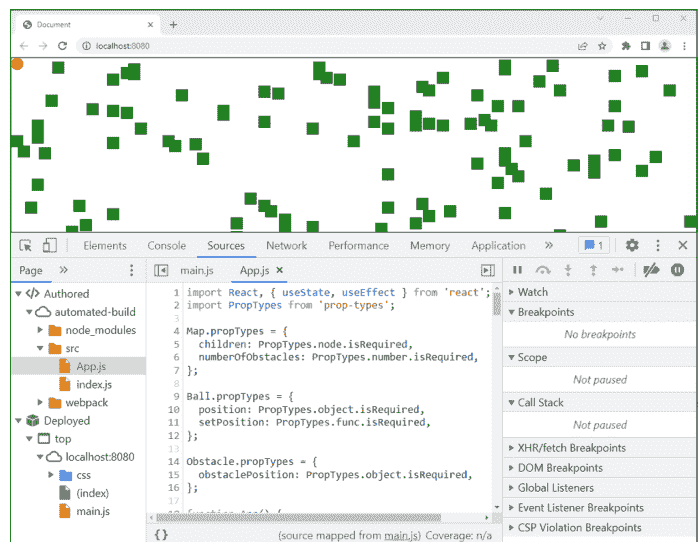 Document
localhost:8080
Elements Console Sources Network Performance Memory Application » 1
Page » main.js App.js
Authored
automated-build
node_modules
src
App.js
index.js
webpack
Deployed
top
localhost:8080
css
(index)
main.js
1 import React, { useState, useEffect } from 'react';
2 import PropTypes from 'prop-types';
3
4 Map.propTypes = {
5 children: PropTypes.node.isRequired,
6 numberOfObstacles: PropTypes.number.isRequired,
7 };
8
9 Ball.propTypes = {
10 position: PropTypes.object.isRequired,
11 setPosition: PropTypes.func.isRequired,
12 };
13
14 Obstacle.propTypes = {
15 obstaclePosition: PropTypes.object.isRequired,
16 };
17
{} (source mapped from main.js) Coverage: n/a
Watch
Breakpoints
No breakpoints
Scope
Not paused
Call Stack
Not paused
XHR/fetch Breakpoints
DOM Breakpoints
Global Listeners
Event Listener Breakpoints
CSP Violation Breakpoints